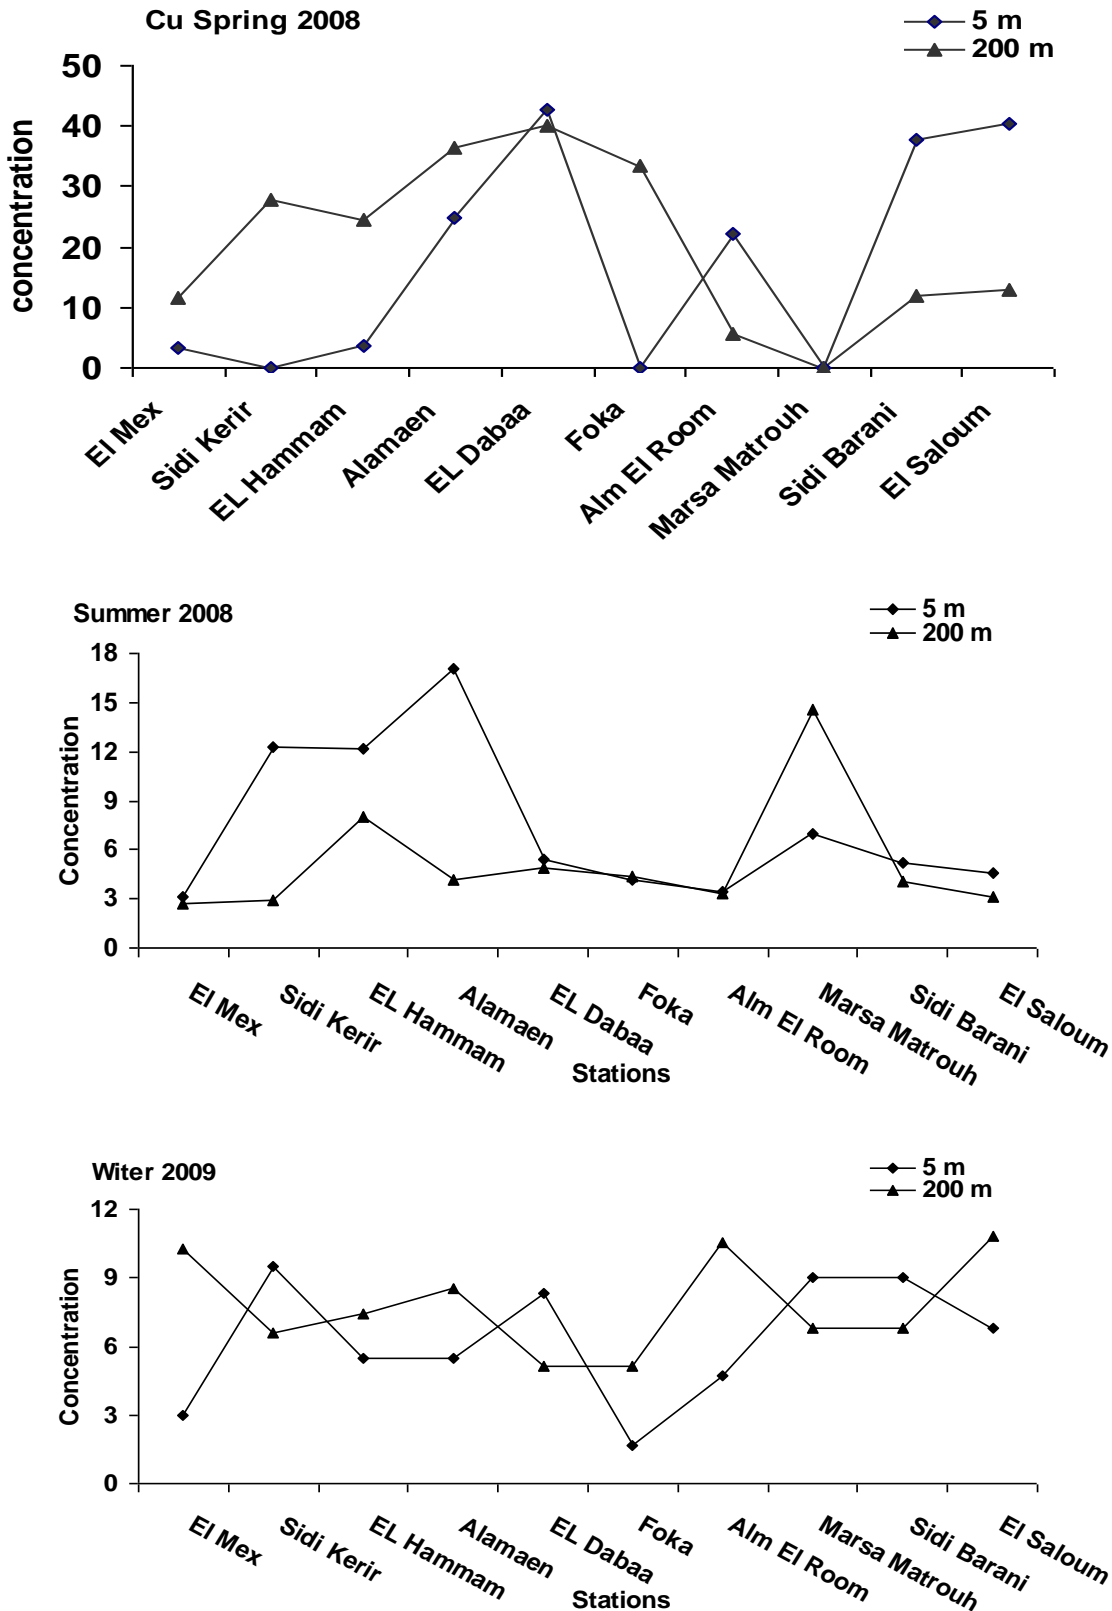 Cu Spring 2008
5 m
200 m
50
40
30
20
10
0
concentration
El Mex
Sidi Kerir
EL Hammam
Alamaen
EL Dabaa
Foka
Alm El Room
Marsa Matrouh
Sidi Barani
El Saloum
Summer 2008
5 m
200 m
18
15
12
9
6
3
0
Concentration
El Mex
Sidi Kerir
EL Hammam
Alamaen
EL Dabaa
Foka
Alm El Room
Marsa Matrouh
Sidi Barani
El Saloum
Stations
Witer 2009
5 m
200 m
12
9
6
3
0
Concentration
El Mex
Sidi Kerir
EL Hammam
Alamaen
EL Dabaa
Foka
Alm El Room
Marsa Matrouh
Sidi Barani
El Saloum
Stations